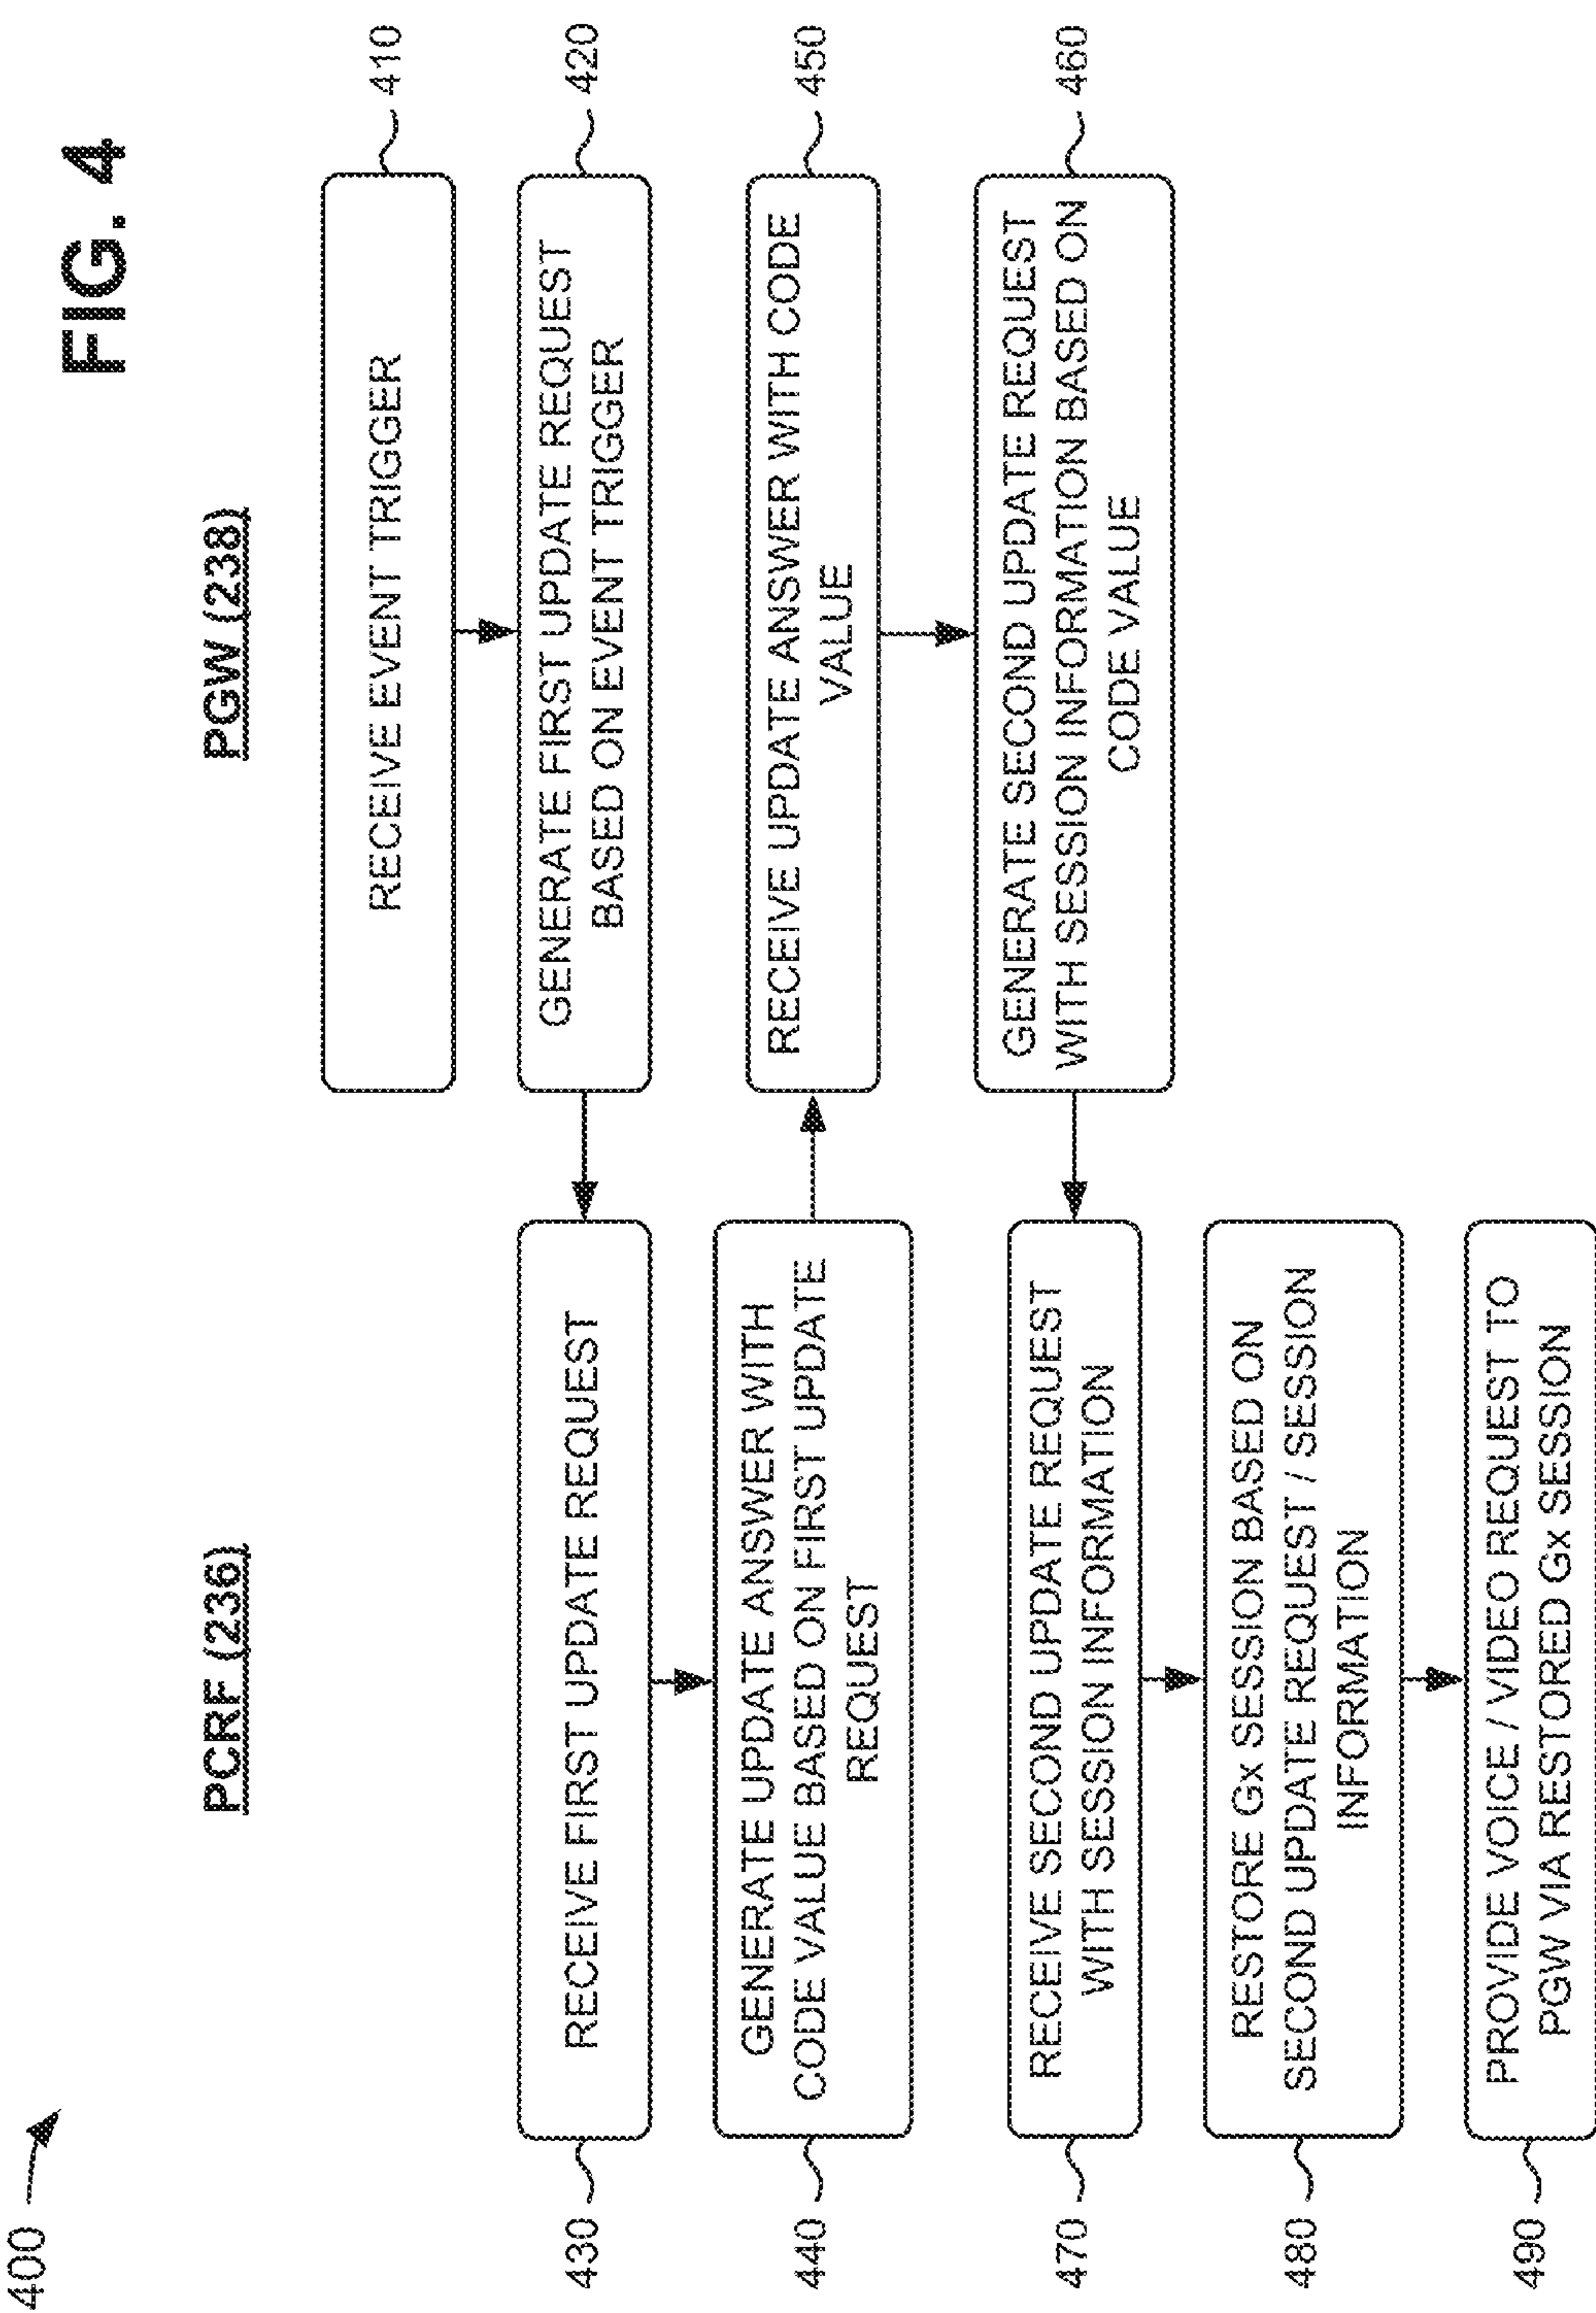 FIG. 4
400
PCRF (236)
PGW (238)
RECEIVE EVENT TRIGGER
410
GENERATE FIRST UPDATE REQUEST
BASED ON EVENT TRIGGER
420
430
RECEIVE FIRST UPDATE REQUEST
440
GENERATE UPDATE ANSWER WITH
CODE VALUE BASED ON FIRST UPDATE
REQUEST
RECEIVE UPDATE ANSWER WITH CODE
VALUE
450
GENERATE SECOND UPDATE REQUEST
WITH SESSION INFORMATION BASED ON
CODE VALUE
460
470
RECEIVE SECOND UPDATE REQUEST
WITH SESSION INFORMATION
480
RESTORE Gx SESSION BASED ON
SECOND UPDATE REQUEST / SESSION
INFORMATION
490
PROVIDE VOICE / VIDEO REQUEST TO
PGW VIA RESTORED Gx SESSION